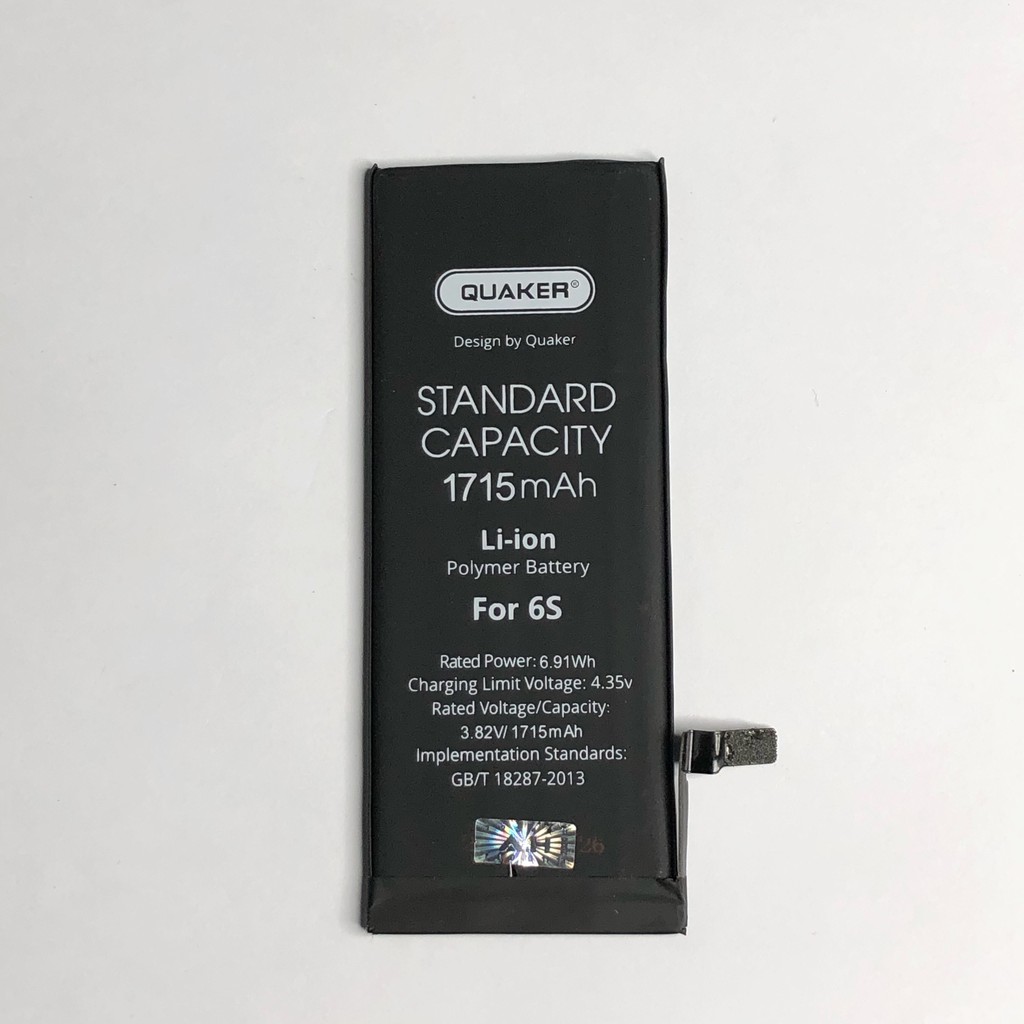 QUAKER®
Design by Quaker
STANDARD
CAPACITY
1715mAh
Li-ion
Polymer Battery
For 6S
Rated Power: 6.91Wh
Charging Limit Voltage: 4.35v
Rated Voltage/Capacity:
3.82V/ 1715mAh
Implementation Standards:
GB/T 18287-2013